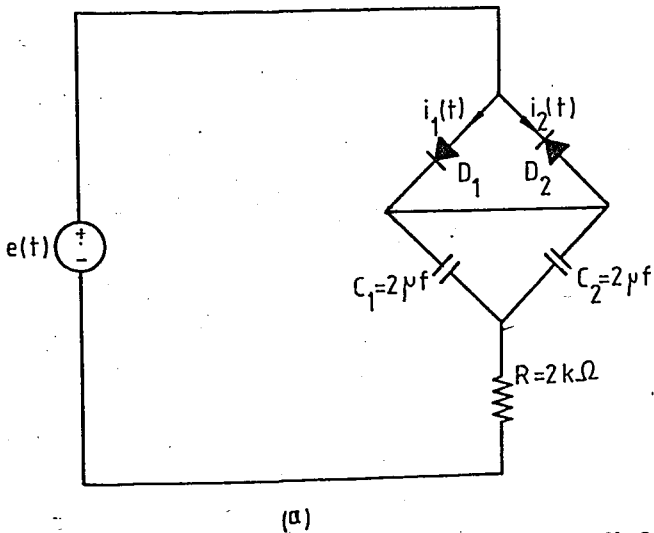 i₁(t) i₂(t)
D₁ D₂
e(t) + -
C₁=2μf C₂=2μf
R=2kΩ
(a)